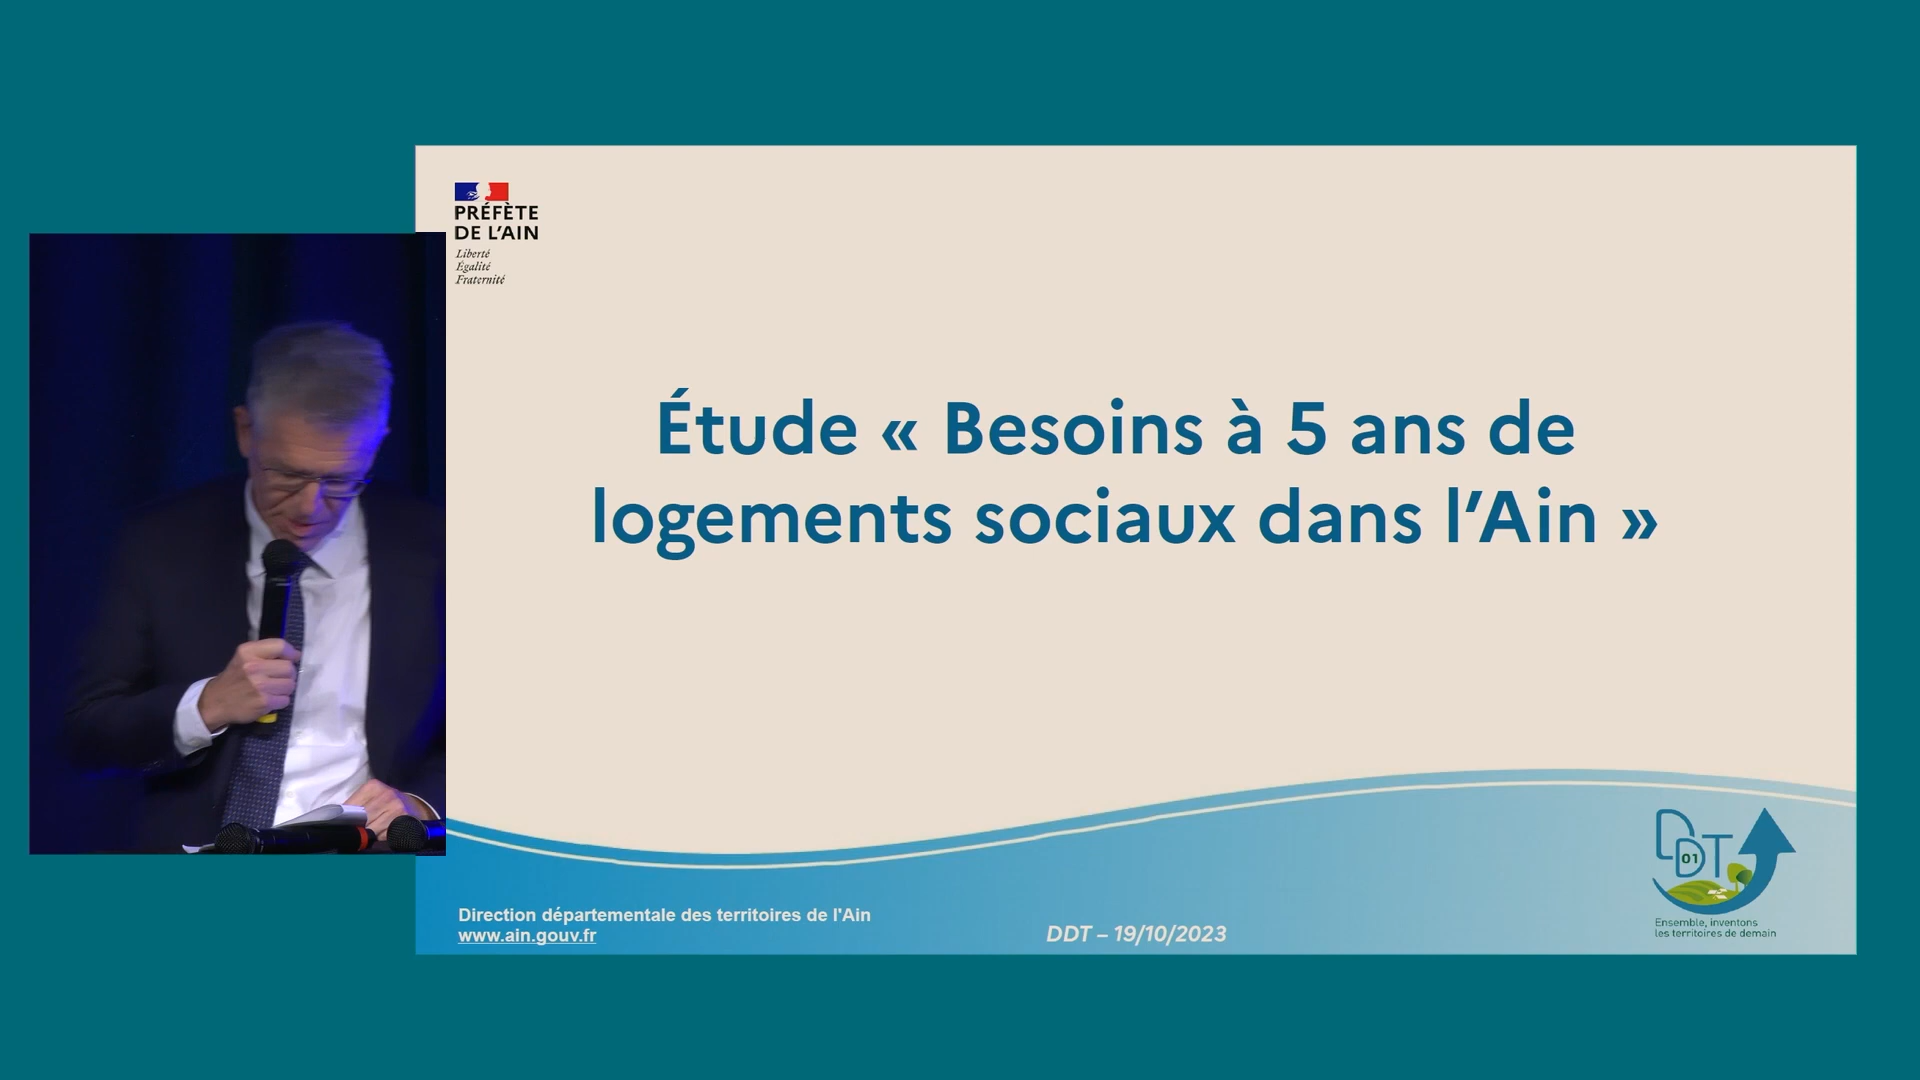 PRÉFÈTE
DE L'AIN
Liberté
Égalité
Fraternité
Étude « Besoins à 5 ans de
logements sociaux dans l'Ain »
Direction départementale des territoires de l'Ain
www.ain.gouv.fr
DDT – 19/10/2023
DDT
01
Ensemble, inventons
les territoires de demain